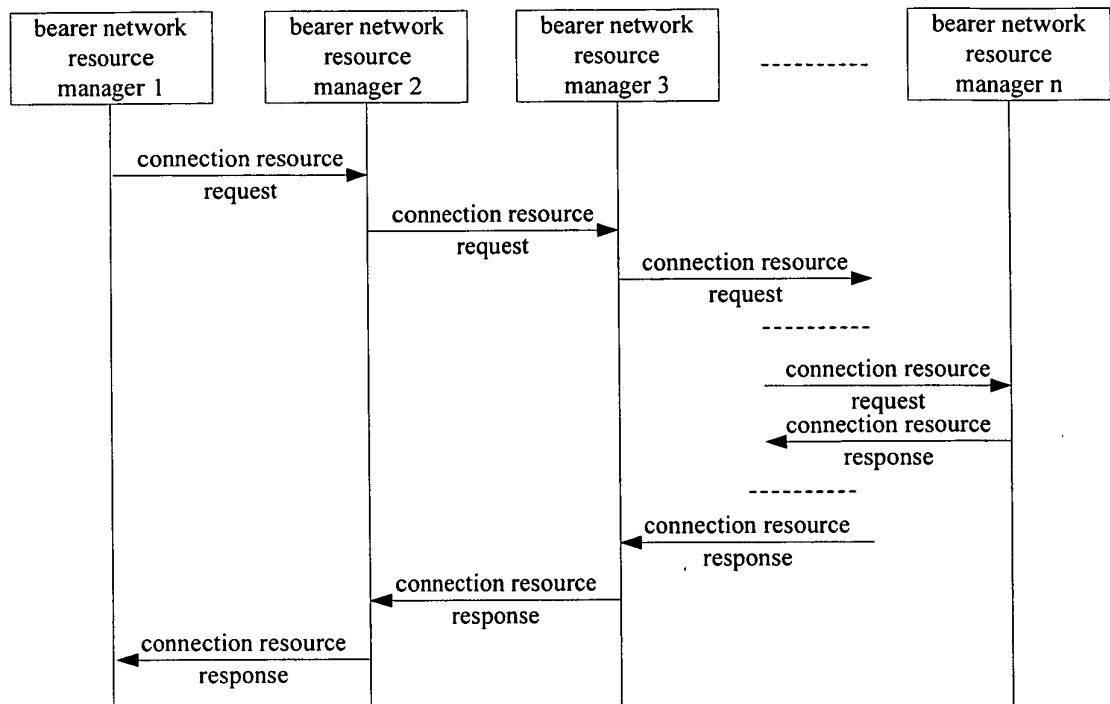 bearer network
resource
manager 1
bearer network
resource
manager 2
bearer network
resource
manager 3
bearer network
resource
manager n
connection resource
request
connection resource
request
connection resource
request
connection resource
request
connection resource
response
connection resource
response
connection resource
response
connection resource
response